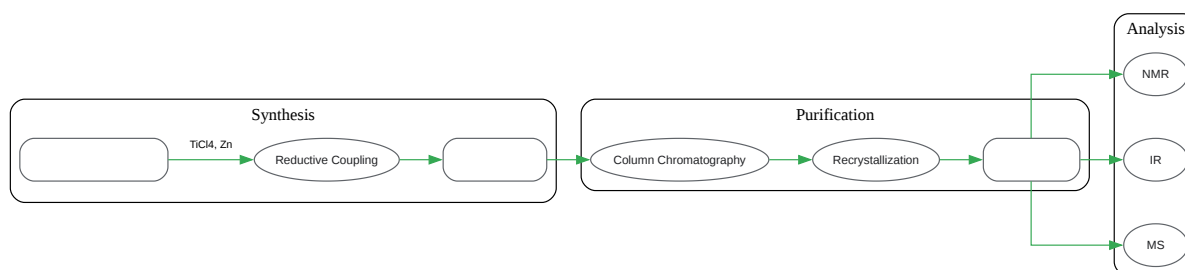 Synthesis
TiCl4, Zn
Reductive Coupling
Purification
Column Chromatography
Recrystallization
Analysis
NMR
IR
MS